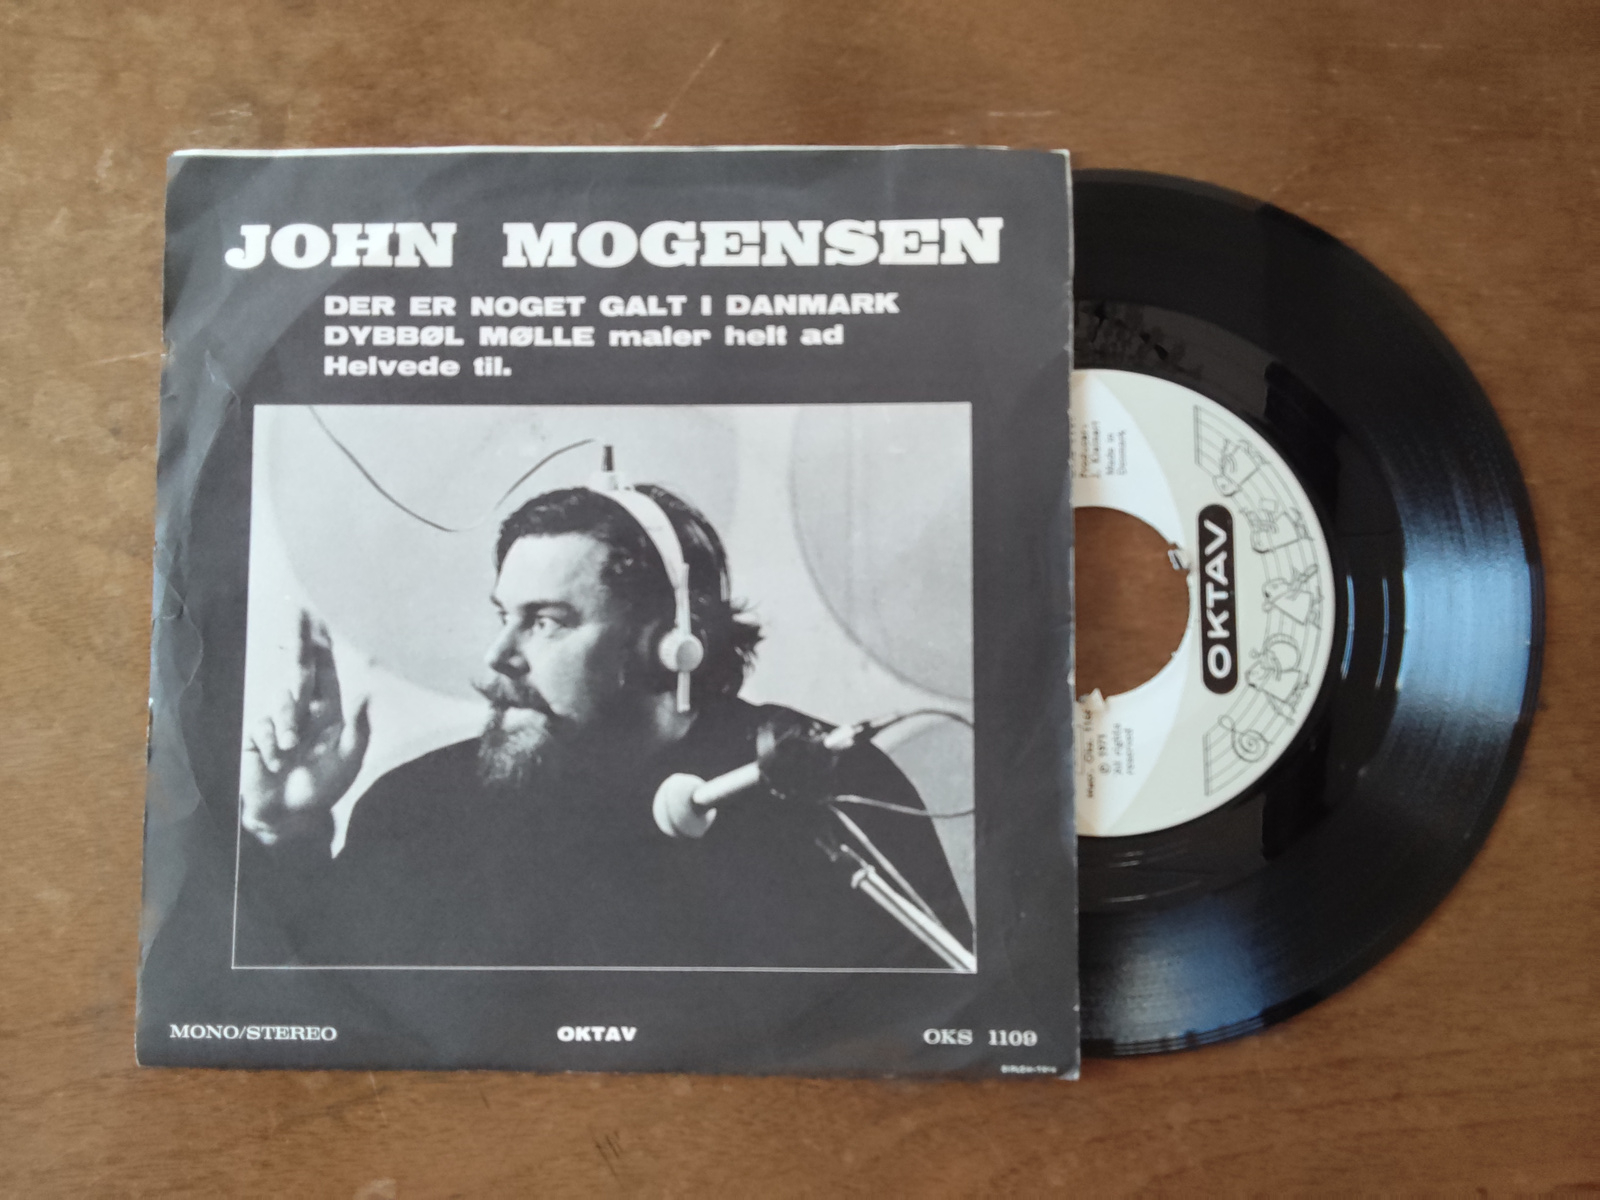 JOHN MOGENSEN
DER ER NOGET GALT I DANMARK
DYBBØL MØLLE maler helt ad
Helvede til.
MONO/STEREO
OKTAV
OKS 1109
OKTAV
Made in
Denmark
© 1971
All rights
reserved